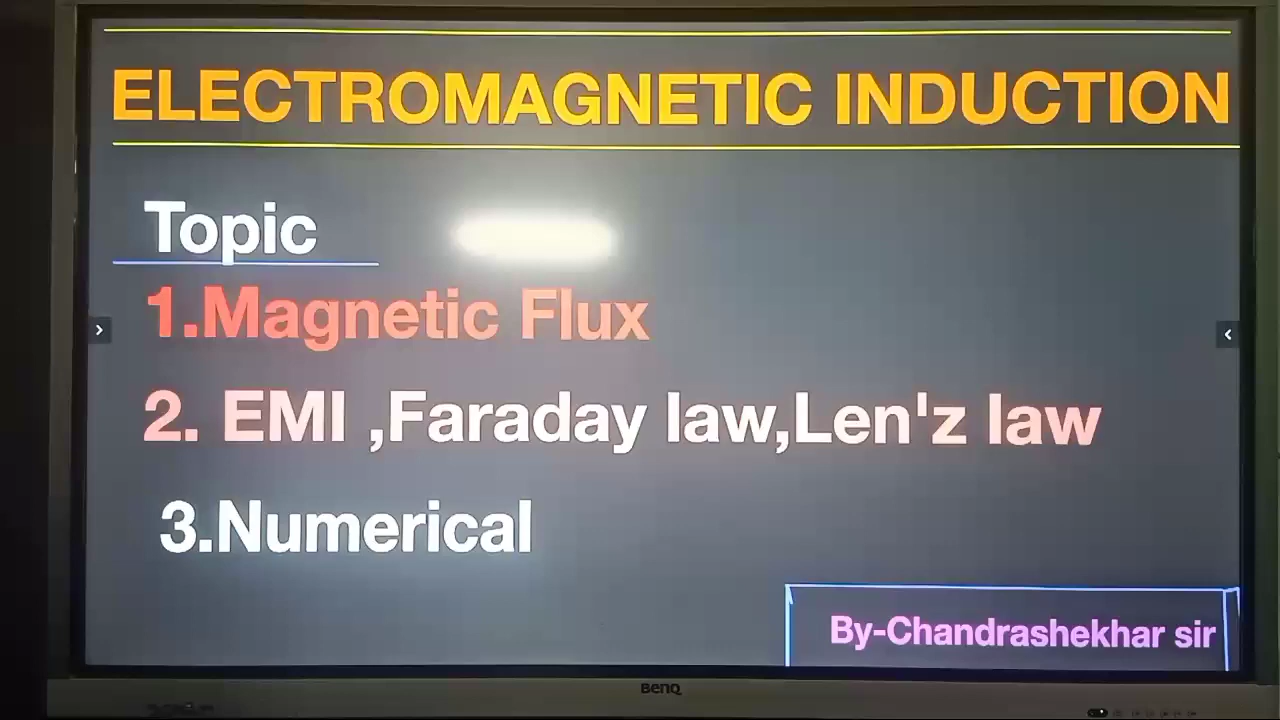 ELECTROMAGNETIC INDUCTION
Topic
1.Magnetic Flux
2. EMI ,Faraday law,Len'z law
3.Numerical
By-Chandrashekhar sir
BenQ